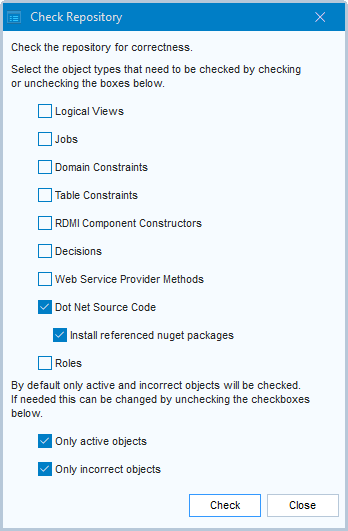 Check Repository
Check the repository for correctness.
Select the object types that need to be checked by checking
or unchecking the boxes below.
Logical Views
Jobs
Domain Constraints
Table Constraints
RDMI Component Constructors
Decisions
Web Service Provider Methods
Dot Net Source Code
Install referenced nuget packages
Roles
By default only active and incorrect objects will be checked.
If needed this can be changed by unchecking the checkboxes
below.
Only active objects
Only incorrect objects
Check
Close